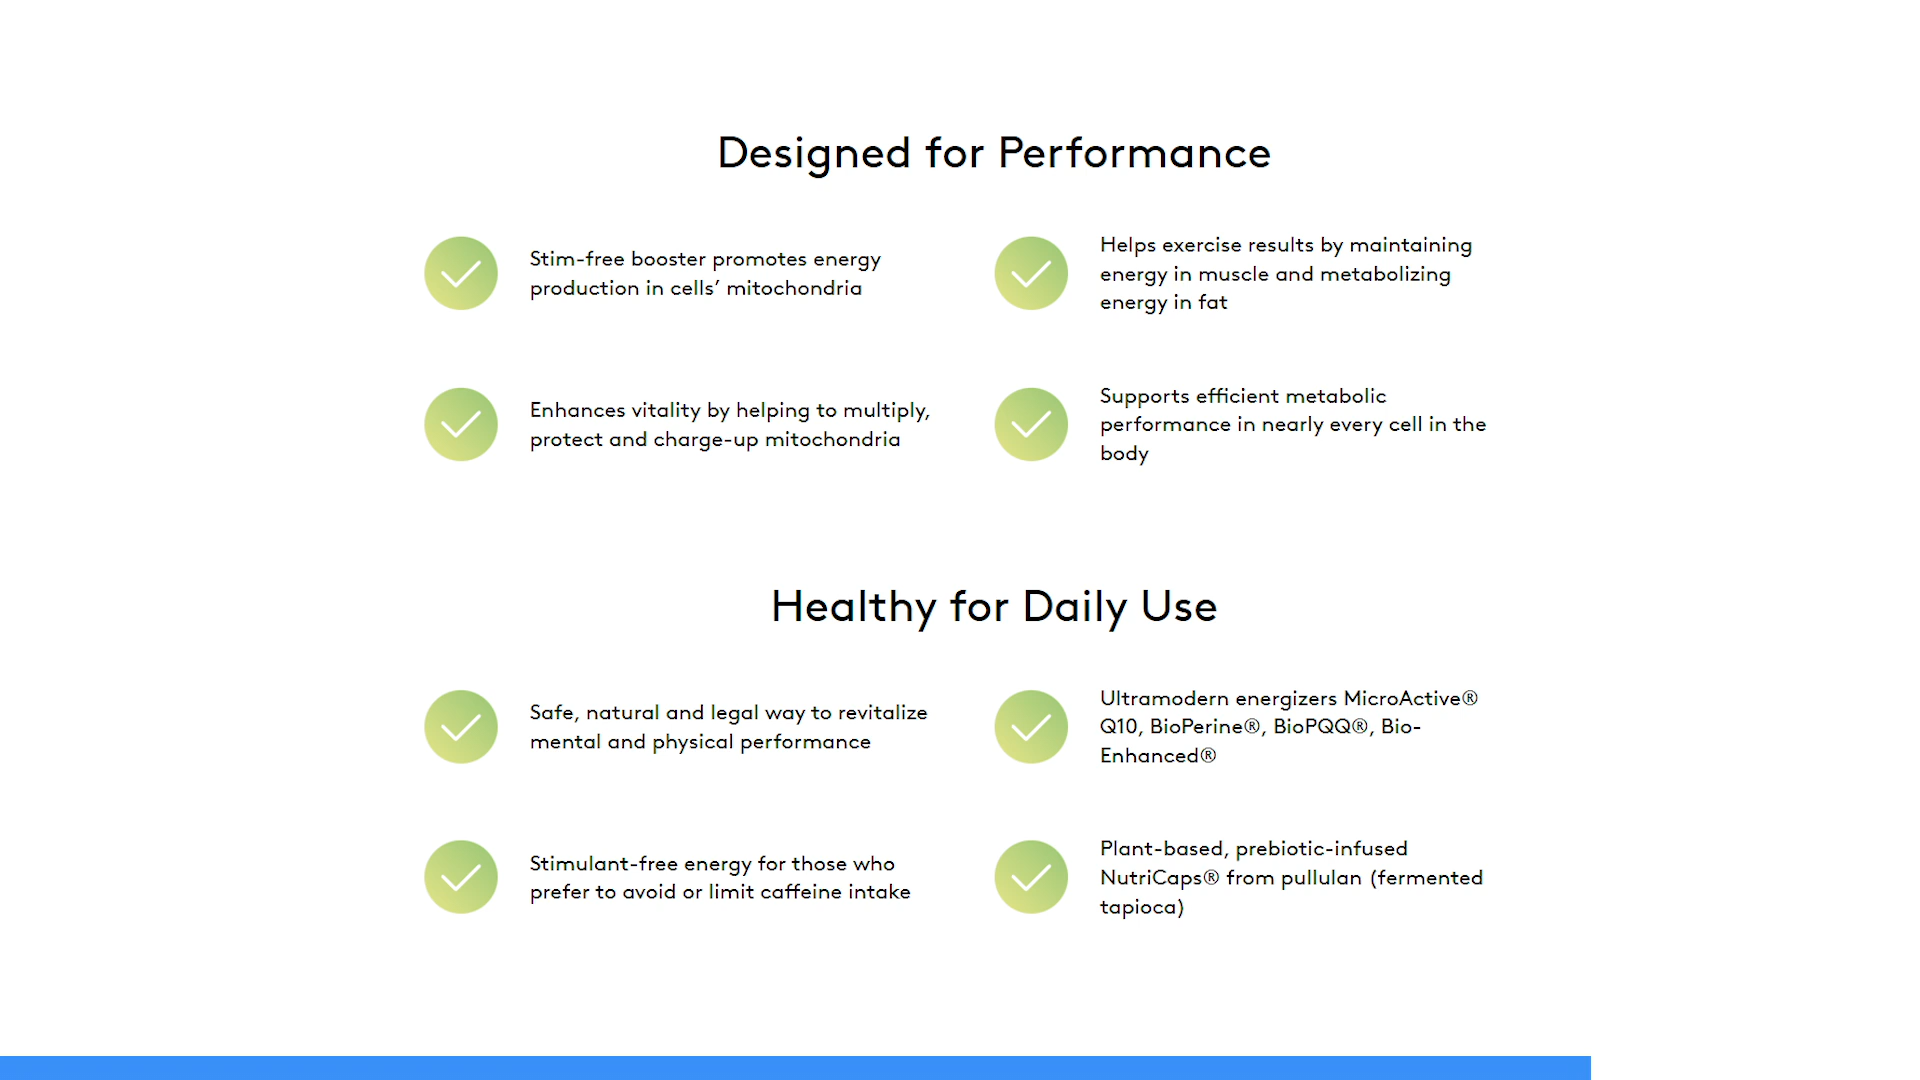 Designed for Performance
Stim-free booster promotes energy
production in cells’ mitochondria
Helps exercise results by maintaining
energy in muscle and metabolizing
energy in fat
Enhances vitality by helping to multiply,
protect and charge-up mitochondria
Supports efficient metabolic
performance in nearly every cell in the
body
Healthy for Daily Use
Safe, natural and legal way to revitalize
mental and physical performance
Ultramodern energizers MicroActive®
Q10, BioPerine®, BioPQQ®, Bio-
Enhanced®
Stimulant-free energy for those who
prefer to avoid or limit caffeine intake
Plant-based, prebiotic-infused
NutriCaps® from pullulan (fermented
tapioca)